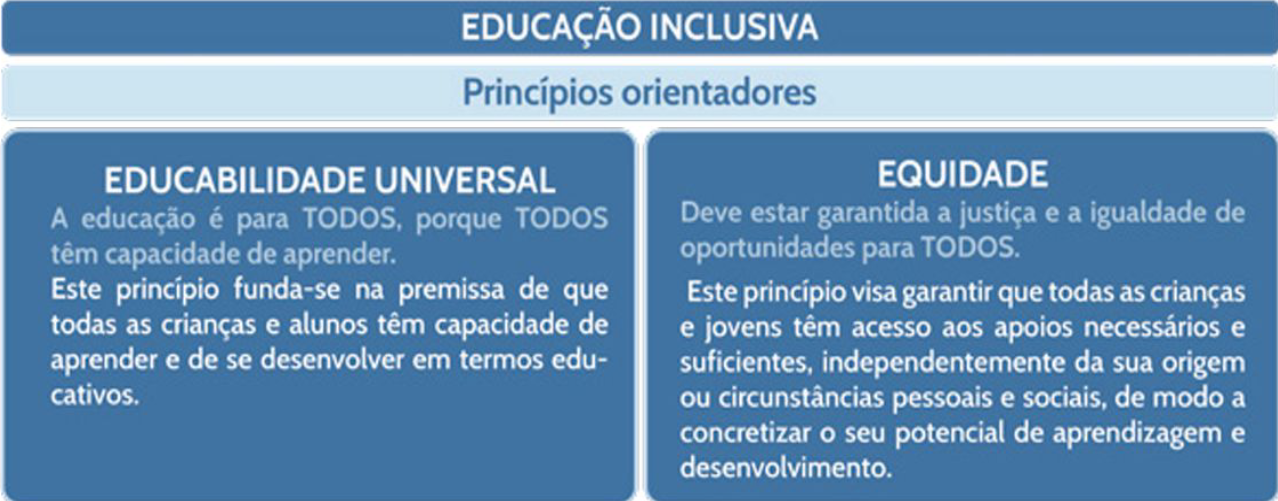 EDUCAÇÃO INCLUSIVA
Princípios orientadores
EDUCABILIDADE UNIVERSAL
A educação é para TODOS, porque TODOS
têm capacidade de aprender.
Este princípio funda-se na premissa de que
todas as crianças e alunos têm capacidade de
aprender e de se desenvolver em termos edu-
cativos.
EQUIDADE
Deve estar garantida a justiça e a igualdade de
oportunidades para TODOS.
Este princípio visa garantir que todas as crianças
e jovens têm acesso aos apoios necessários e
suficientes, independentemente da sua origem
ou circunstâncias pessoais e sociais, de modo a
concretizar o seu potencial de aprendizagem e
desenvolvimento.